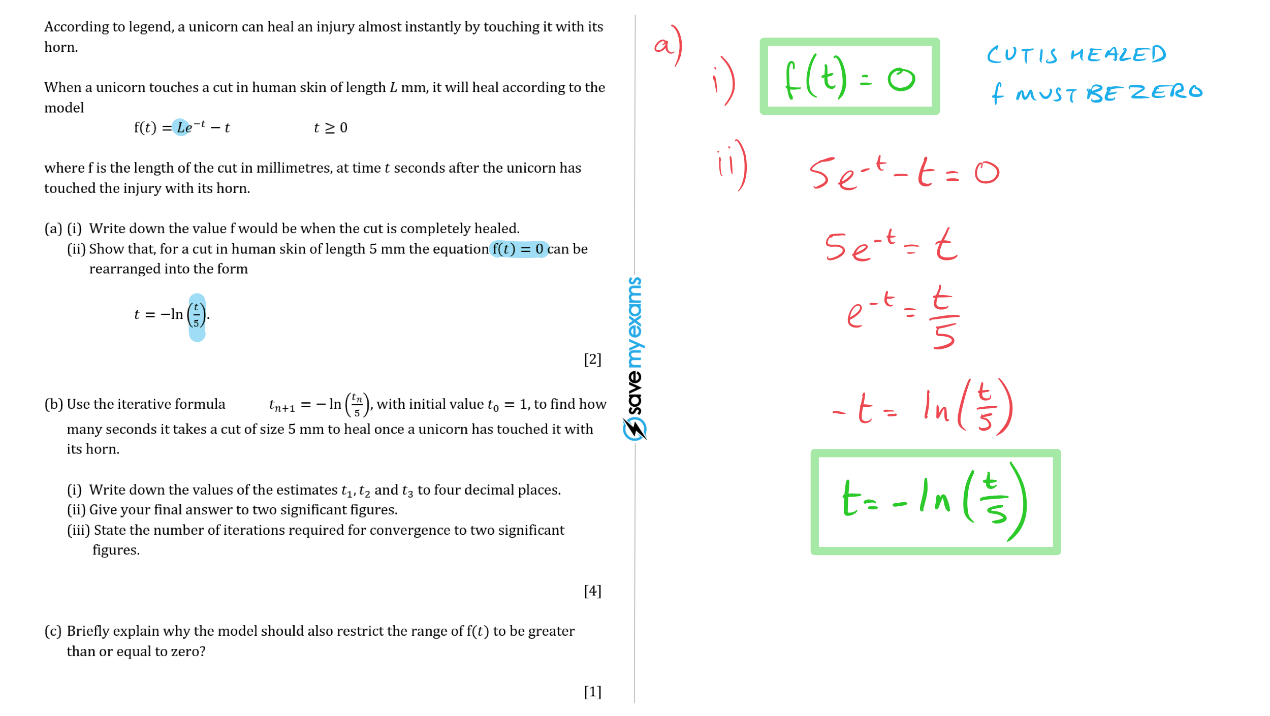 According to legend, a unicorn can heal an injury almost instantly by touching it with its
horn.
When a unicorn touches a cut in human skin of length L mm, it will heal according to the
model
f(t) = Le⁻ᵗ − t t ≥ 0
where f is the length of the cut in millimetres, at time t seconds after the unicorn has
touched the injury with its horn.
(a) (i) Write down the value f would be when the cut is completely healed.
(ii) Show that, for a cut in human skin of length 5 mm the equation f(t) = 0 can be
rearranged into the form
t = −ln(t/5).
[2]
(b) Use the iterative formula tₙ₊₁ = −ln(tₙ/5), with initial value t₀ = 1, to find how
many seconds it takes a cut of size 5 mm to heal once a unicorn has touched it with
its horn.
(i) Write down the values of the estimates t₁, t₂ and t₃ to four decimal places.
(ii) Give your final answer to two significant figures.
(iii) State the number of iterations required for convergence to two significant
figures.
[4]
(c) Briefly explain why the model should also restrict the range of f(t) to be greater
than or equal to zero?
[1]
savemyexams
a)
i) f(t) = 0
CUT IS HEALED
f MUST BE ZERO
ii) 5e⁻ᵗ − t = 0
5e⁻ᵗ = t
e⁻ᵗ = t/5
−t = ln(t/5)
t = −ln(t/5)